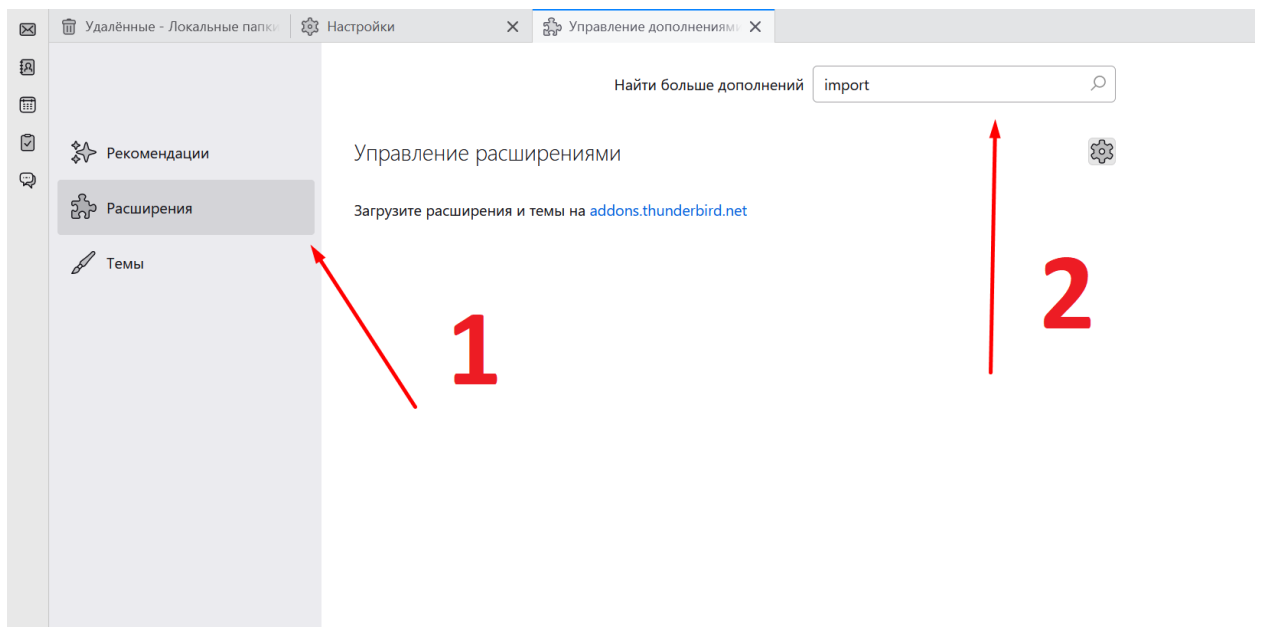 Удалённые - Локальные папки
Настройки
Управление дополнениями
Найти больше дополнений
import
Рекомендации
Управление расширениями
Расширения
Загрузите расширения и темы на addons.thunderbird.net
Темы
1
2